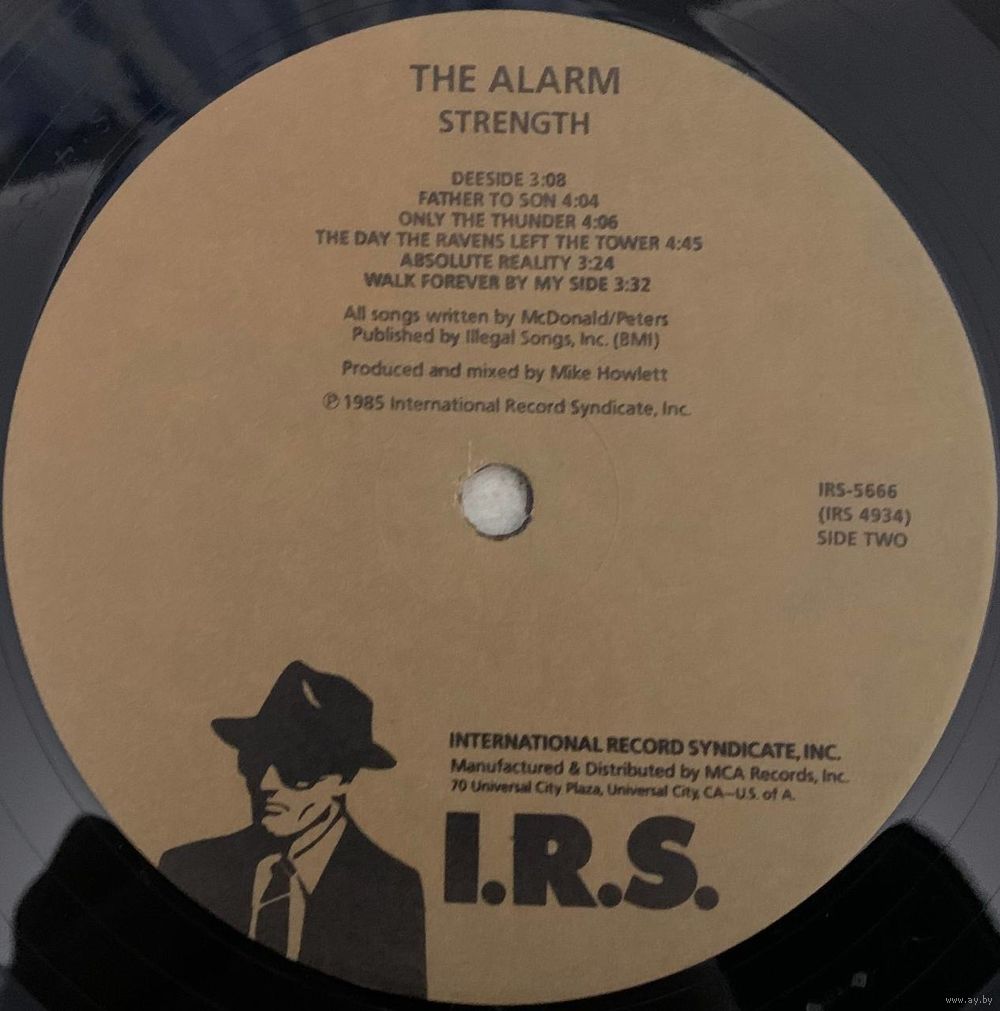 THE ALARM
STRENGTH
DEESIDE 3:08
FATHER TO SON 4:04
ONLY THE THUNDER 4:06
THE DAY THE RAVENS LEFT THE TOWER 4:45
ABSOLUTE REALITY 3:24
WALK FOREVER BY MY SIDE 3:32
All songs written by McDonald/Peters
Published by Illegal Songs, Inc. (BMI)
Produced and mixed by Mike Howlett
℗ 1985 International Record Syndicate, Inc.
IRS-5666
(IRS 4934)
SIDE TWO
INTERNATIONAL RECORD SYNDICATE, INC.
Manufactured & Distributed by MCA Records, Inc.
70 Universal City Plaza, Universal City, CA—U.S. of A.
I.R.S.
www.ay.by